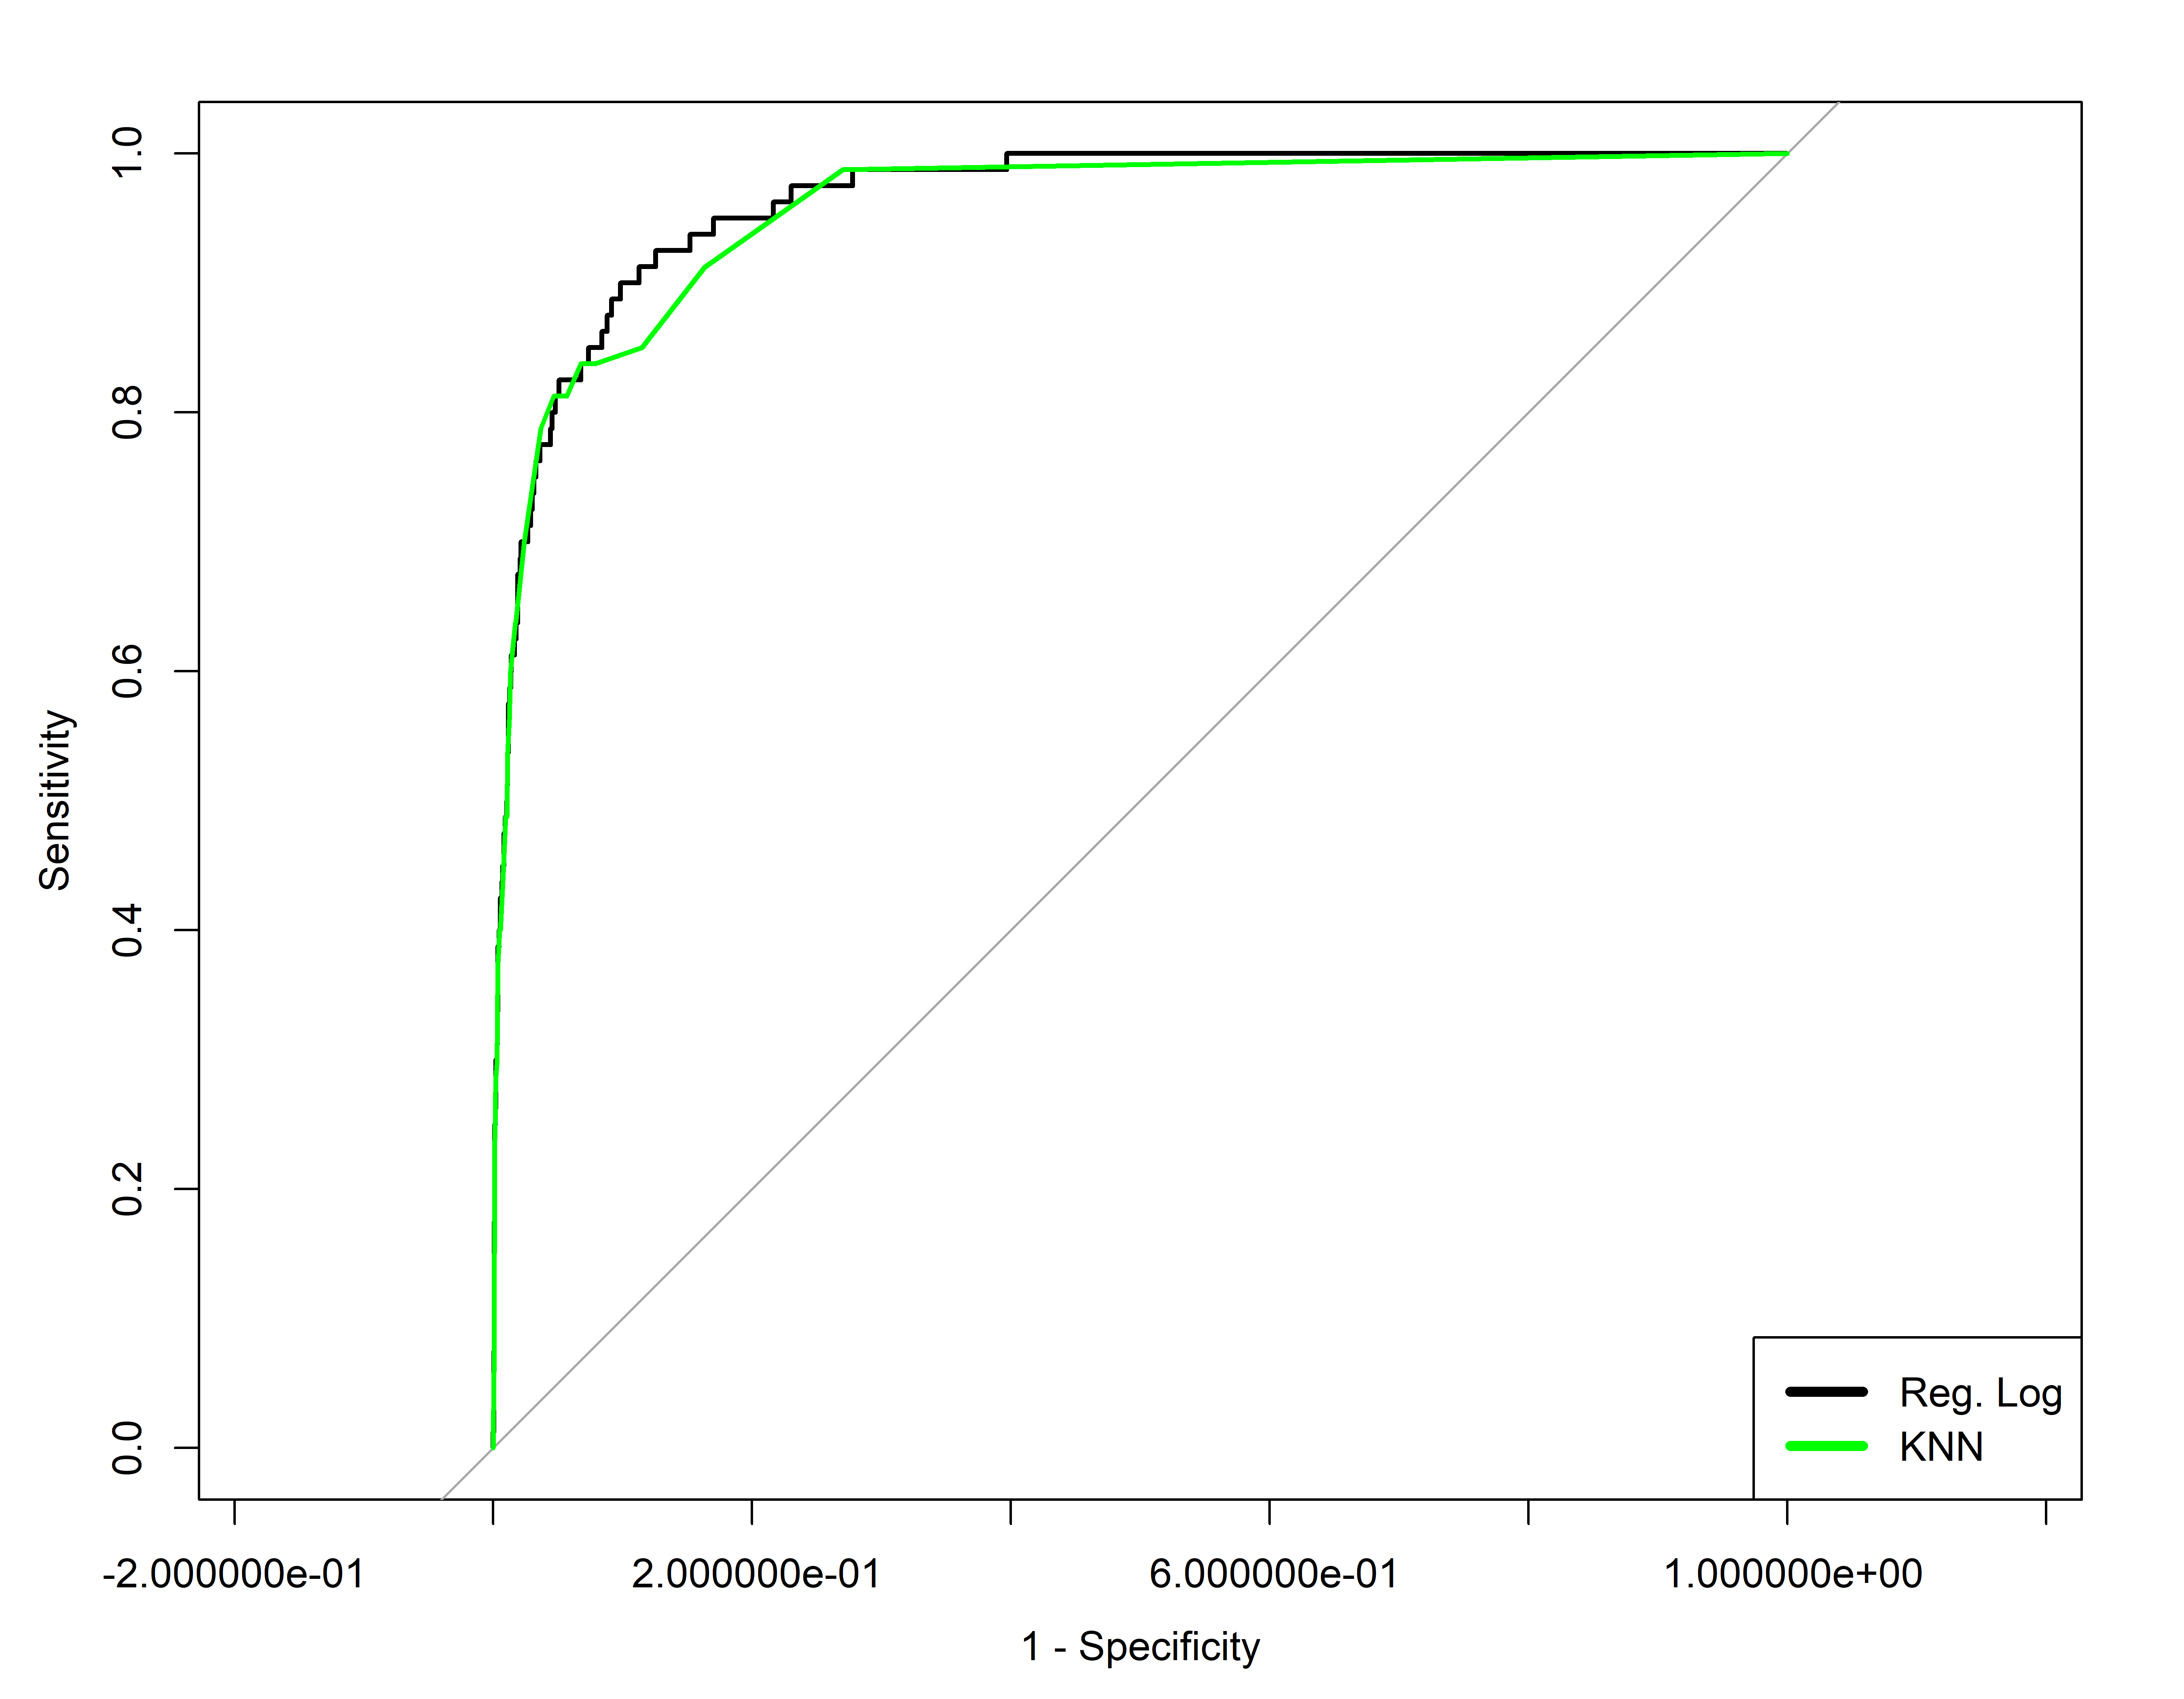 1.0
0.8
0.6
0.4
0.2
0.0
Sensitivity
-2.000000e-01
2.000000e-01
6.000000e-01
1.000000e+00
1 - Specificity
Reg. Log
KNN